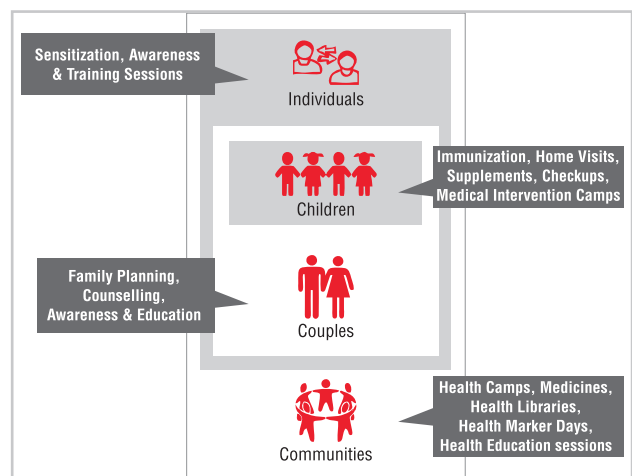 Sensitization, Awareness
& Training Sessions
Individuals
Immunization, Home Visits,
Supplements, Checkups,
Medical Intervention Camps
Children
Family Planning,
Counselling,
Awareness & Education
Couples
Health Camps, Medicines,
Health Libraries,
Health Marker Days,
Health Education sessions
Communities